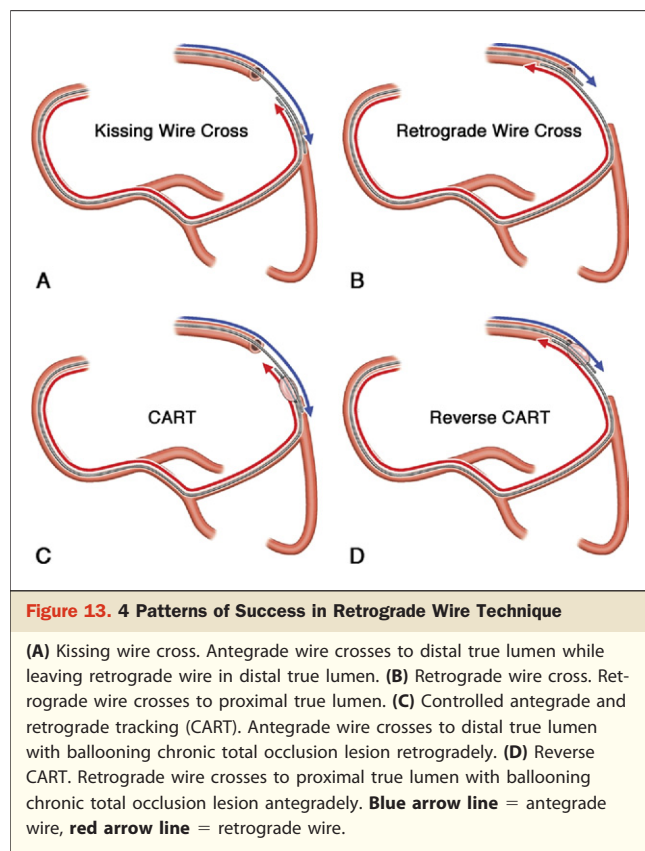 Kissing Wire Cross
Retrograde Wire Cross
A
B
CART
Reverse CART
C
D
Figure 13. 4 Patterns of Success in Retrograde Wire Technique
(A) Kissing wire cross. Antegrade wire crosses to distal true lumen while
leaving retrograde wire in distal true lumen. (B) Retrograde wire cross. Ret-
rograde wire crosses to proximal true lumen. (C) Controlled antegrade and
retrograde tracking (CART). Antegrade wire crosses to distal true lumen
with ballooning chronic total occlusion lesion retrogradely. (D) Reverse
CART. Retrograde wire crosses to proximal true lumen with ballooning
chronic total occlusion lesion antegradely. Blue arrow line = antegrade
wire, red arrow line = retrograde wire.